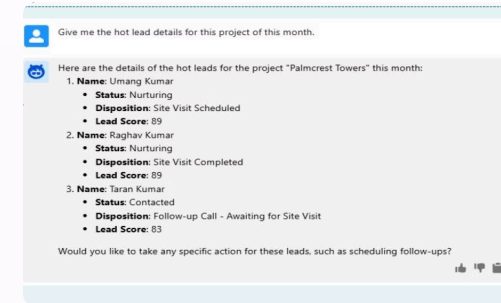 Give me the hot lead details for this project of this month.
Here are the details of the hot leads for the project "Palmcrest Towers" this month:
1. Name: Umang Kumar
• Status: Nurturing
• Disposition: Site Visit Scheduled
• Lead Score: 89
2. Name: Raghav Kumar
• Status: Nurturing
• Disposition: Site Visit Completed
• Lead Score: 89
3. Name: Taran Kumar
• Status: Contacted
• Disposition: Follow-up Call - Awaiting for Site Visit
• Lead Score: 83
Would you like to take any specific action for these leads, such as scheduling follow-ups?